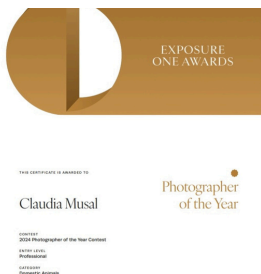 EXPOSURE
ONE AWARDS
THIS CERTIFICATE IS AWARDED TO
Photographer
of the Year
Claudia Musal
CONTEST
2024 Photographer of the Year Contest
ENTRY LEVEL
Professional
CATEGORY
Domestic Animals